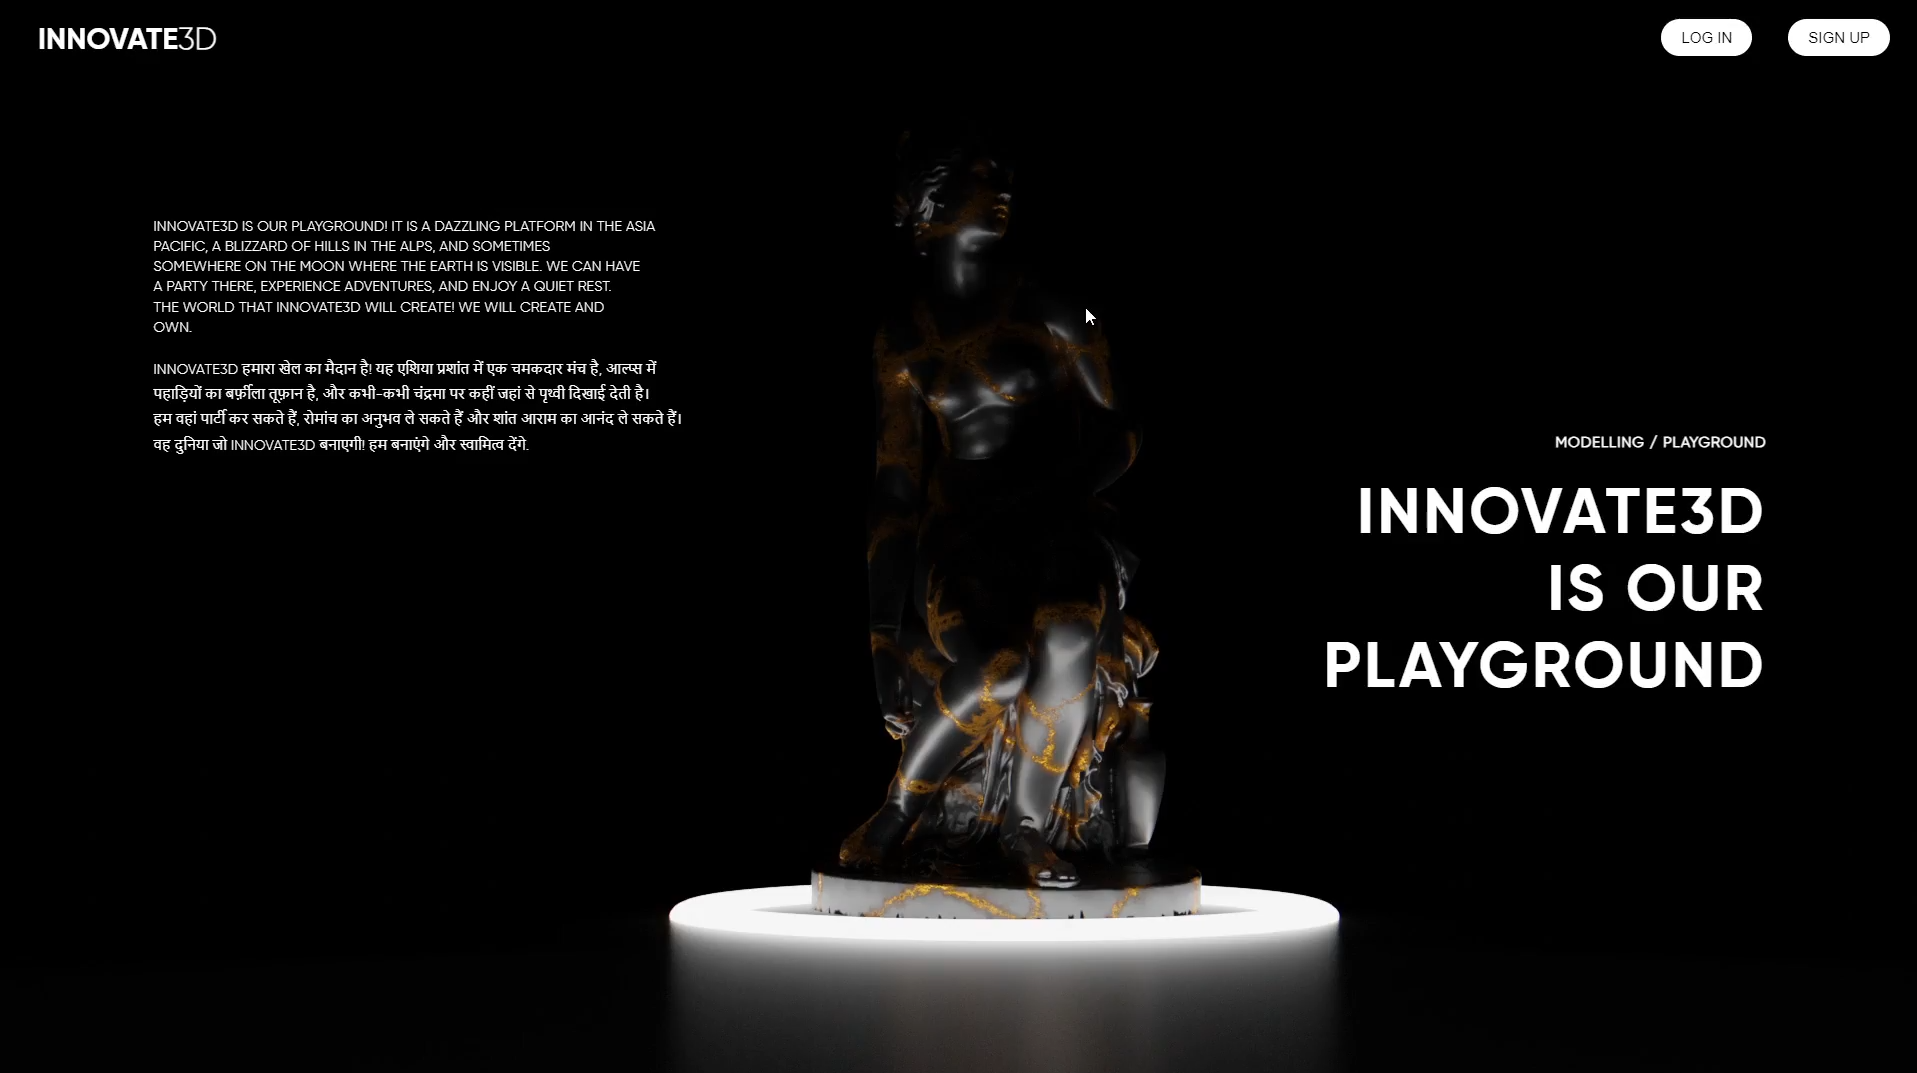 INNOVATE3D
LOG IN
SIGN UP
INNOVATE3D IS OUR PLAYGROUND! IT IS A DAZZLING PLATFORM IN THE ASIA
PACIFIC, A BLIZZARD OF HILLS IN THE ALPS, AND SOMETIMES
SOMEWHERE ON THE MOON WHERE THE EARTH IS VISIBLE. WE CAN HAVE
A PARTY THERE, EXPERIENCE ADVENTURES, AND ENJOY A QUIET REST.
THE WORLD THAT INNOVATE3D WILL CREATE! WE WILL CREATE AND
OWN.
INNOVATE3D हमारा खेल का मैदान है! यह एशिया प्रशांत में एक चमकदार मंच है, आल्प्स में
पहाड़ियों का बर्फ़ीला तूफ़ान है, और कभी-कभी चंद्रमा पर कहीं जहां से पृथ्वी दिखाई देती है।
हम वहां पार्टी कर सकते हैं, रोमांच का अनुभव ले सकते हैं और शांत आराम का आनंद ले सकते हैं।
वह दुनिया जो INNOVATE3D बनाएगी! हम बनाएंगे और स्वामित्व देंगे.
MODELLING / PLAYGROUND
INNOVATE3D
IS OUR
PLAYGROUND